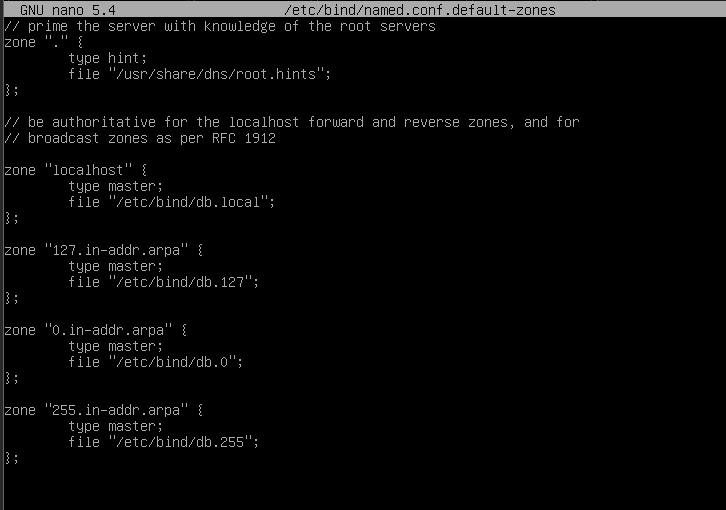 GNU nano 5.4 /etc/bind/named.conf.default-zones
// prime the server with knowledge of the root servers
zone "." {
        type hint;
        file "/usr/share/dns/root.hints";
};

// be authoritative for the localhost forward and reverse zones, and for
// broadcast zones as per RFC 1912

zone "localhost" {
        type master;
        file "/etc/bind/db.local";
};

zone "127.in-addr.arpa" {
        type master;
        file "/etc/bind/db.127";
};

zone "0.in-addr.arpa" {
        type master;
        file "/etc/bind/db.0";
};

zone "255.in-addr.arpa" {
        type master;
        file "/etc/bind/db.255";
};